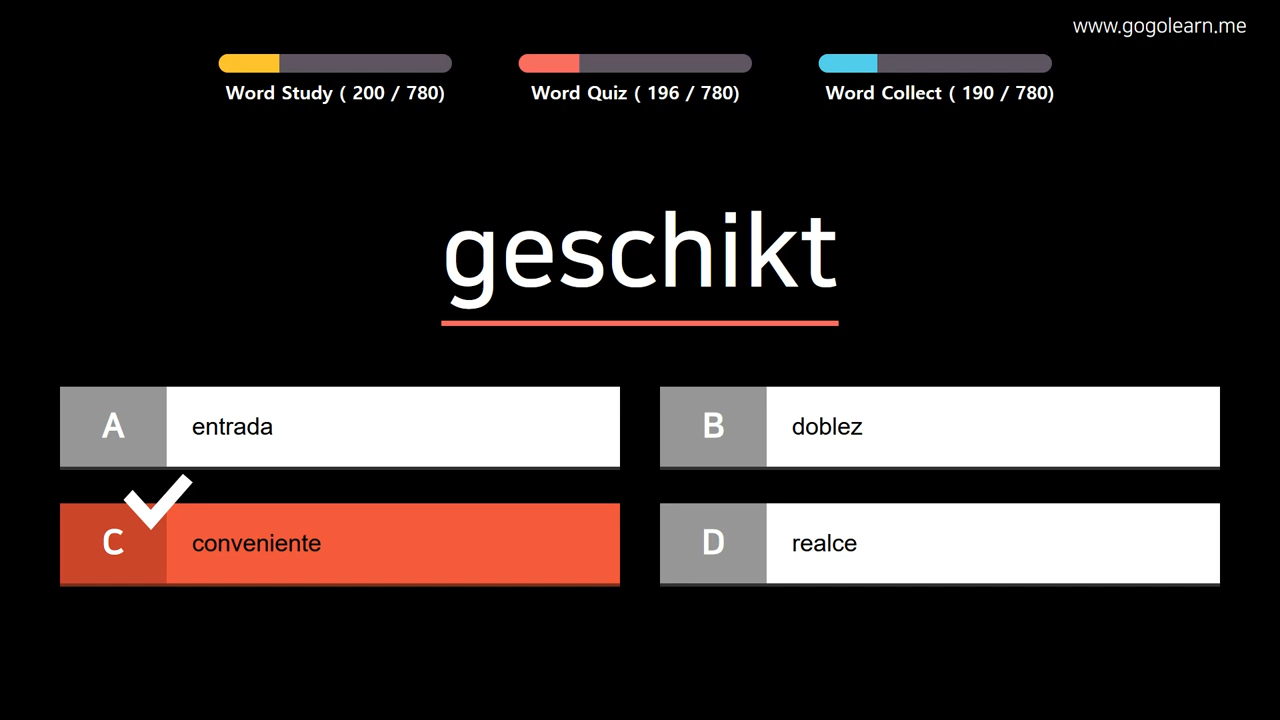 www.gogolearn.me
Word Study ( 200 / 780)
Word Quiz ( 196 / 780)
Word Collect ( 190 / 780)
geschikt
A entrada
B doblez
C conveniente
D realce